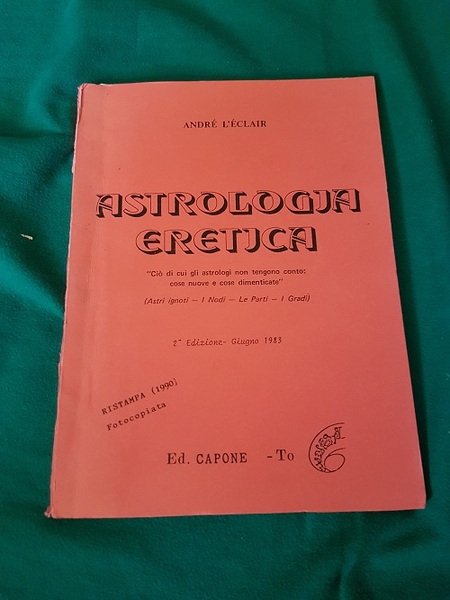 ANDRÉ L'ÉCLAIR
ASTROLOGIA
ERETICA
"Ciò di cui gli astrologi non tengono conto:
cose nuove e cose dimenticate"
(Astri ignoti — I Nodi — Le Parti — I Gradi)
2ª Edizione- Giugno 1983
RISTAMPA (1990)
Fotocopiata
Ed. CAPONE - To